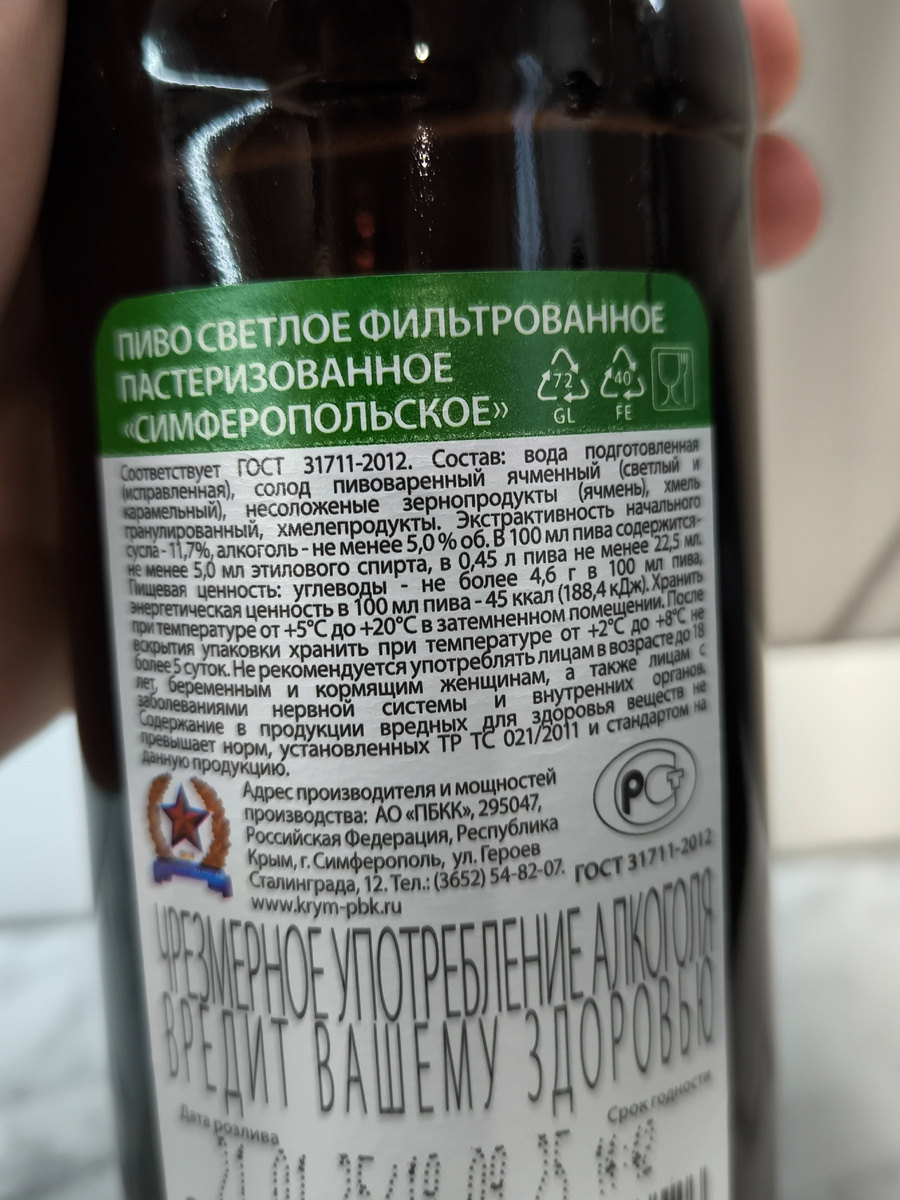 ПИВО СВЕТЛОЕ ФИЛЬТРОВАННОЕ
ПАСТЕРИЗОВАННОЕ
«СИМФЕРОПОЛЬСКОЕ»
72
GL
40
FE
Соответствует ГОСТ 31711-2012. Состав: вода подготовленная
(исправленная), солод пивоваренный ячменный (светлый и
карамельный), несоложеные зернопродукты (ячмень), хмель
гранулированный, хмелепродукты. Экстрактивность начального
сусла - 11,7%, алкоголь - не менее 5,0 % об. В 100 мл пива содержится-
не менее 5,0 мл этилового спирта, в 0,45 л пива не менее 22,5 мл.
Пищевая ценность: углеводы - не более 4,6 г в 100 мл пива,
энергетическая ценность в 100 мл пива - 45 ккал (188,4 кДж). Хранить
при температуре от +5°С до +20°С в затемненном помещении. После
вскрытия упаковки хранить при температуре от +2°С до +8°С не
более 5 суток. Не рекомендуется употреблять лицам в возрасте до 18
лет, беременным и кормящим женщинам, а также лицам с
заболеваниями нервной системы и внутренних органов.
Содержание в продукции вредных для здоровья веществ не
превышает норм, установленных ТР ТС 021/2011 и стандартом на
данную продукцию.
Адрес производителя и мощностей
производства: АО «ПБКК», 295047,
Российская Федерация, Республика
Крым, г. Симферополь, ул. Героев
Сталинграда, 12. Тел.: (3652) 54-82-07.
www.krym-pbk.ru
РСТ
ГОСТ 31711-2012
ЧРЕЗМЕРНОЕ УПОТРЕБЛЕНИЕ АЛКОГОЛЯ
ВРЕДИТ ВАШЕМУ ЗДОРОВЬЮ
Дата розлива
Срок годности